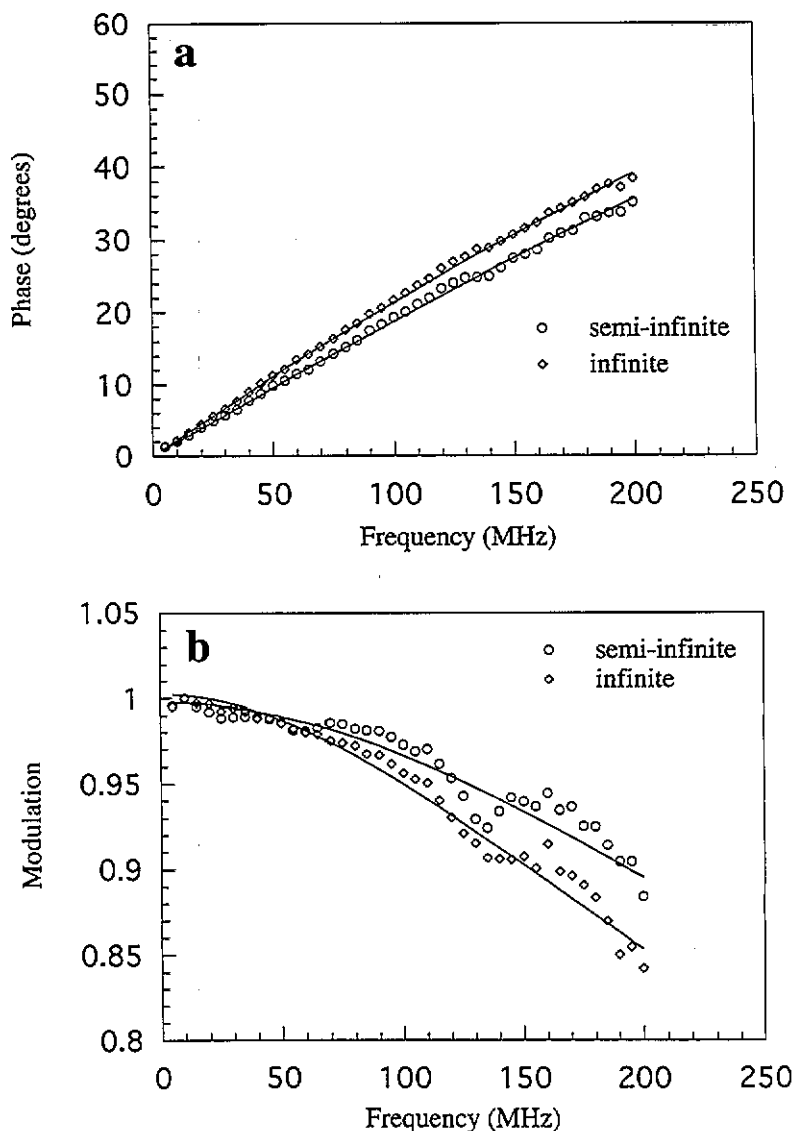 a
60
50
40
30
20
10
0
Phase (degrees)
semi-infinite
infinite
0 50 100 150 200 250
Frequency (MHz)
b
1.05
1
0.95
0.9
0.85
0.8
Modulation
semi-infinite
infinite
0 50 100 150 200 250
Frequency (MHz)